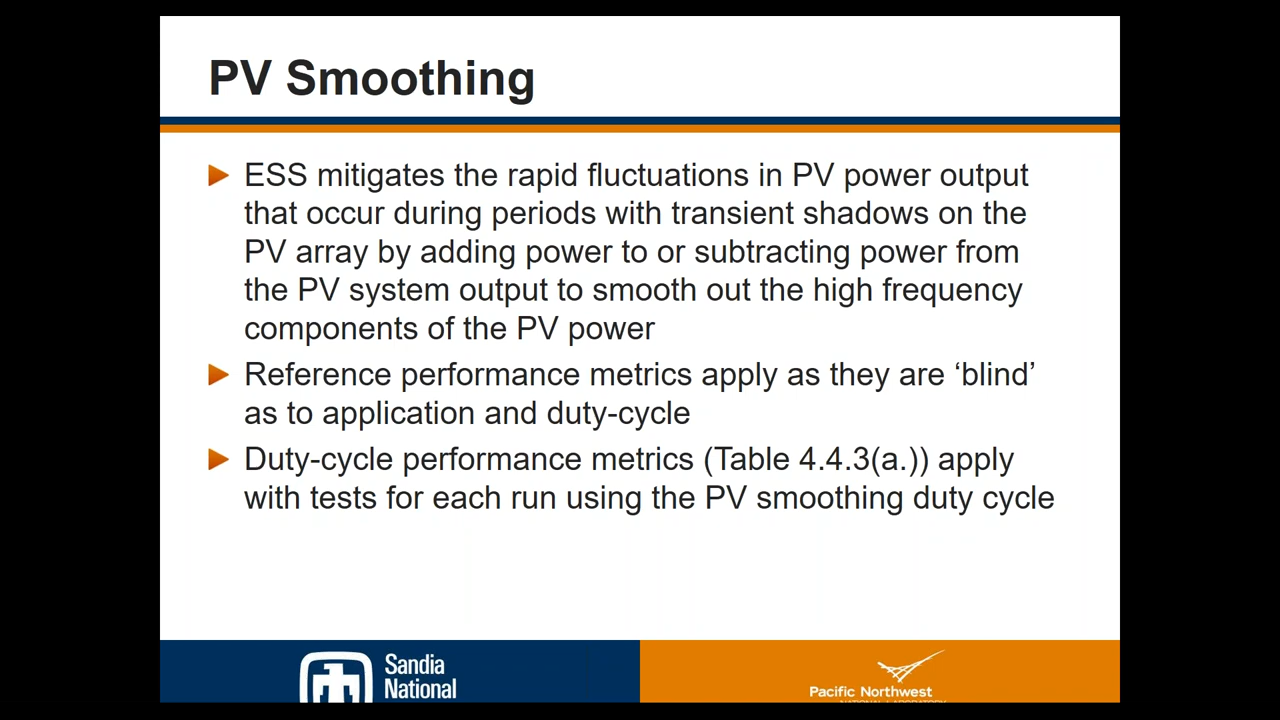 PV Smoothing
ESS mitigates the rapid fluctuations in PV power output
that occur during periods with transient shadows on the
PV array by adding power to or subtracting power from
the PV system output to smooth out the high frequency
components of the PV power
Reference performance metrics apply as they are ‘blind’
as to application and duty-cycle
Duty-cycle performance metrics (Table 4.4.3(a.)) apply
with tests for each run using the PV smoothing duty cycle
Sandia
National
Pacific Northwest
NATIONAL LABORATORY